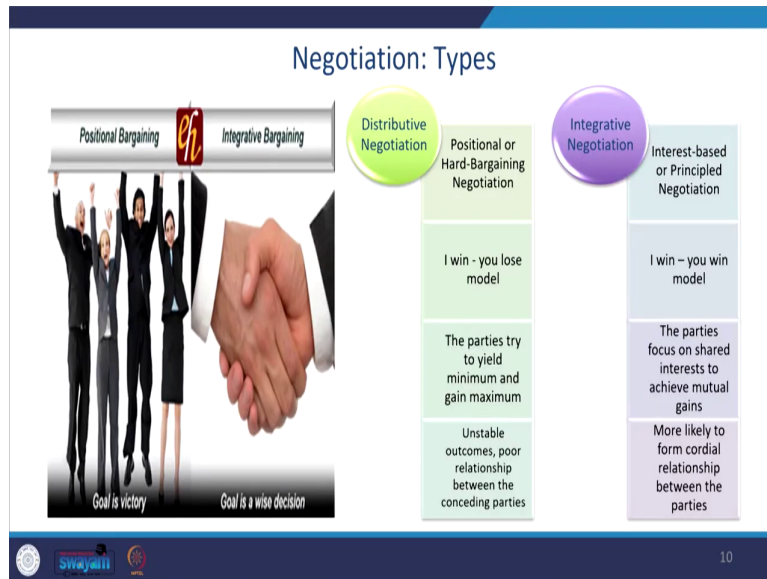 Negotiation: Types
Positional Bargaining
eh
Integrative Bargaining
Goal is victory
Goal is a wise decision
Distributive
Negotiation
Positional or
Hard-Bargaining
Negotiation
I win - you lose
model
The parties try
to yield
minimum and
gain maximum
Unstable
outcomes, poor
relationship
between the
conceding parties
Integrative
Negotiation
Interest-based
or Principled
Negotiation
I win – you win
model
The parties
focus on shared
interests to
achieve mutual
gains
More likely to
form cordial
relationship
between the
parties
swayam
NPTEL
10